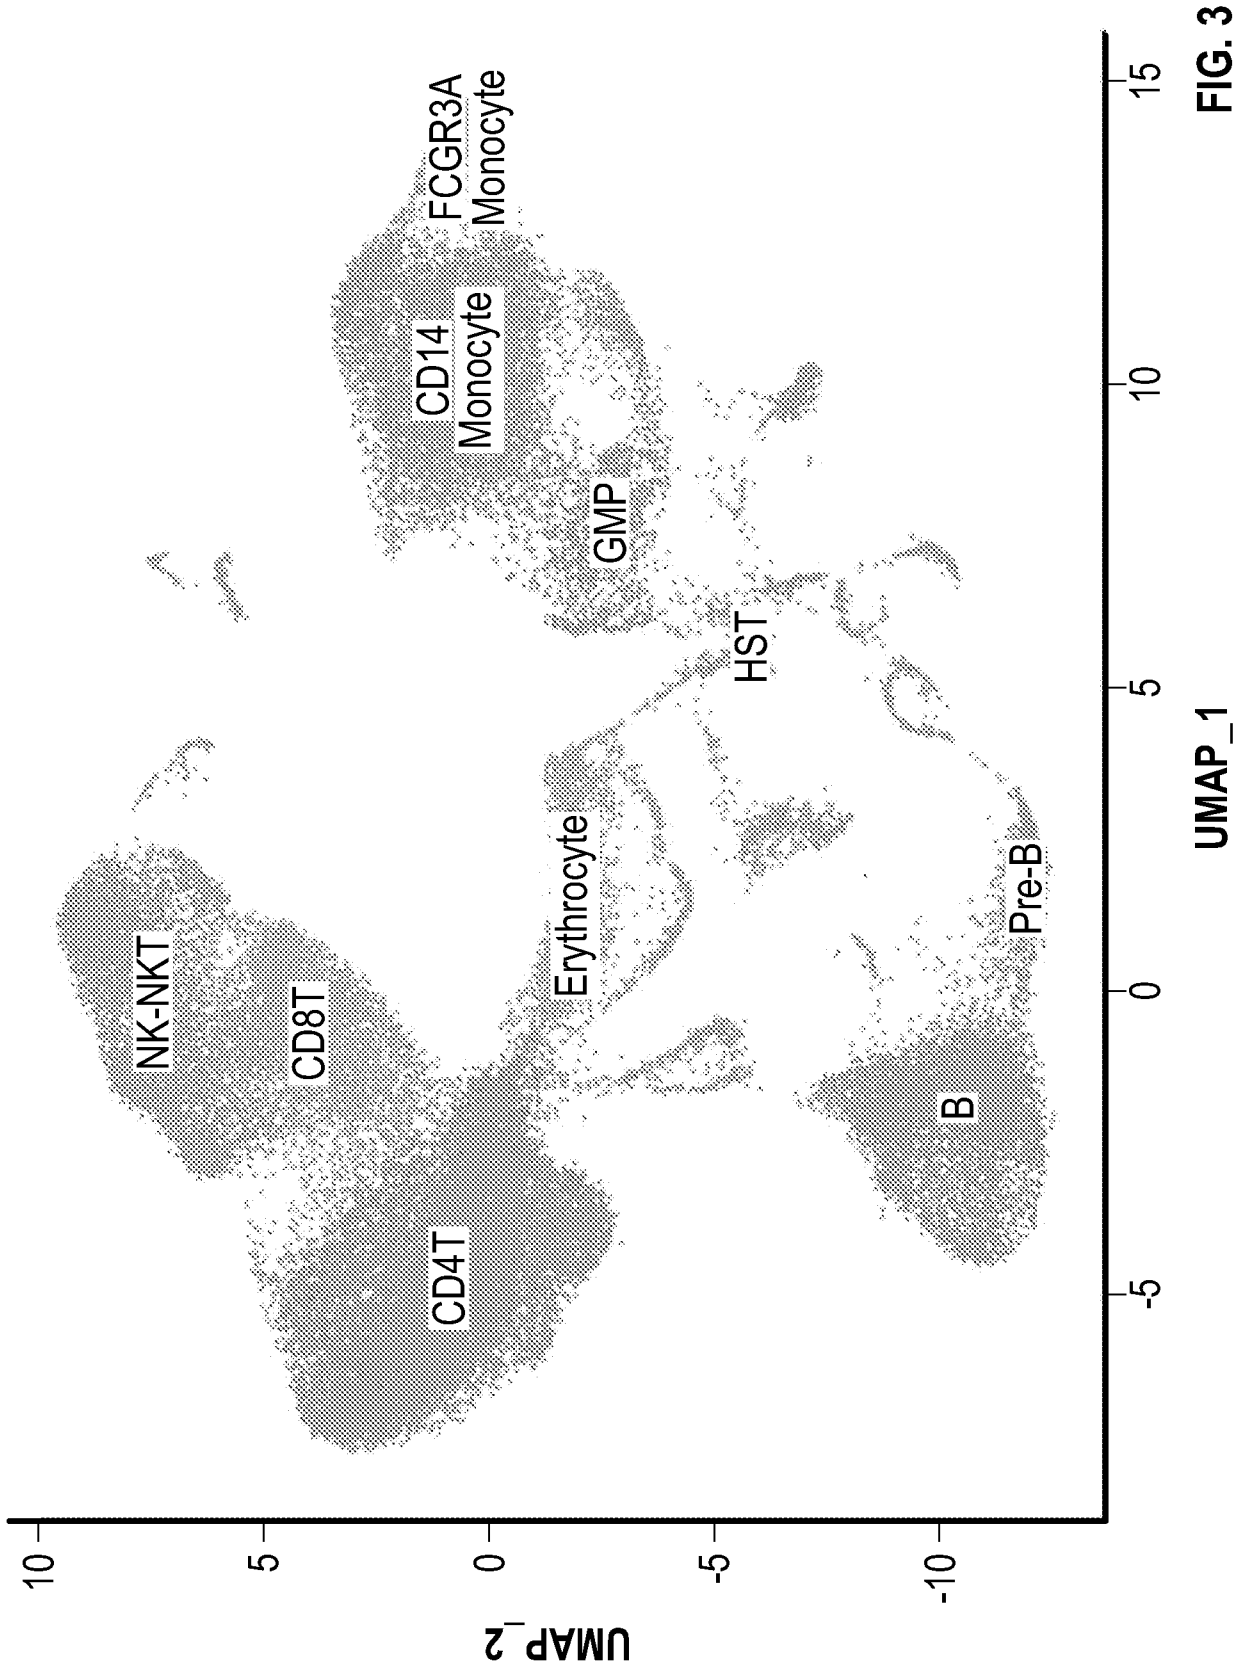 10
5
0
-5
-10
UMAP_2
NK-NKT
CD8T
CD4T
Erythrocyte
CD14
Monocyte
FCGR3A
Monocyte
GMP
HST
Pre-B
B
-5
0
5
10
15
UMAP_1
FIG. 3